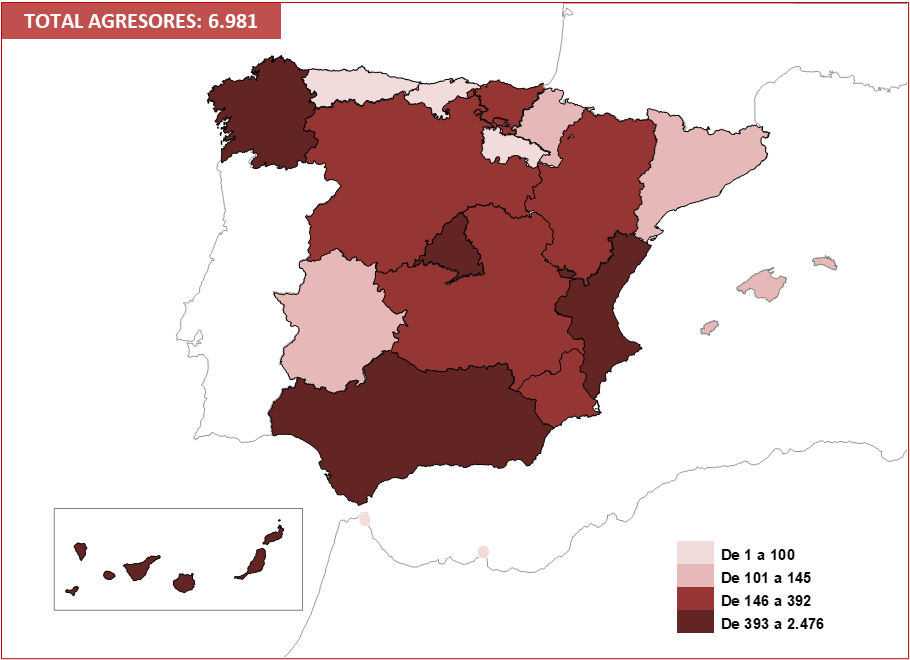 TOTAL AGRESORES: 6.981
De 1 a 100
De 101 a 145
De 146 a 392
De 393 a 2.476